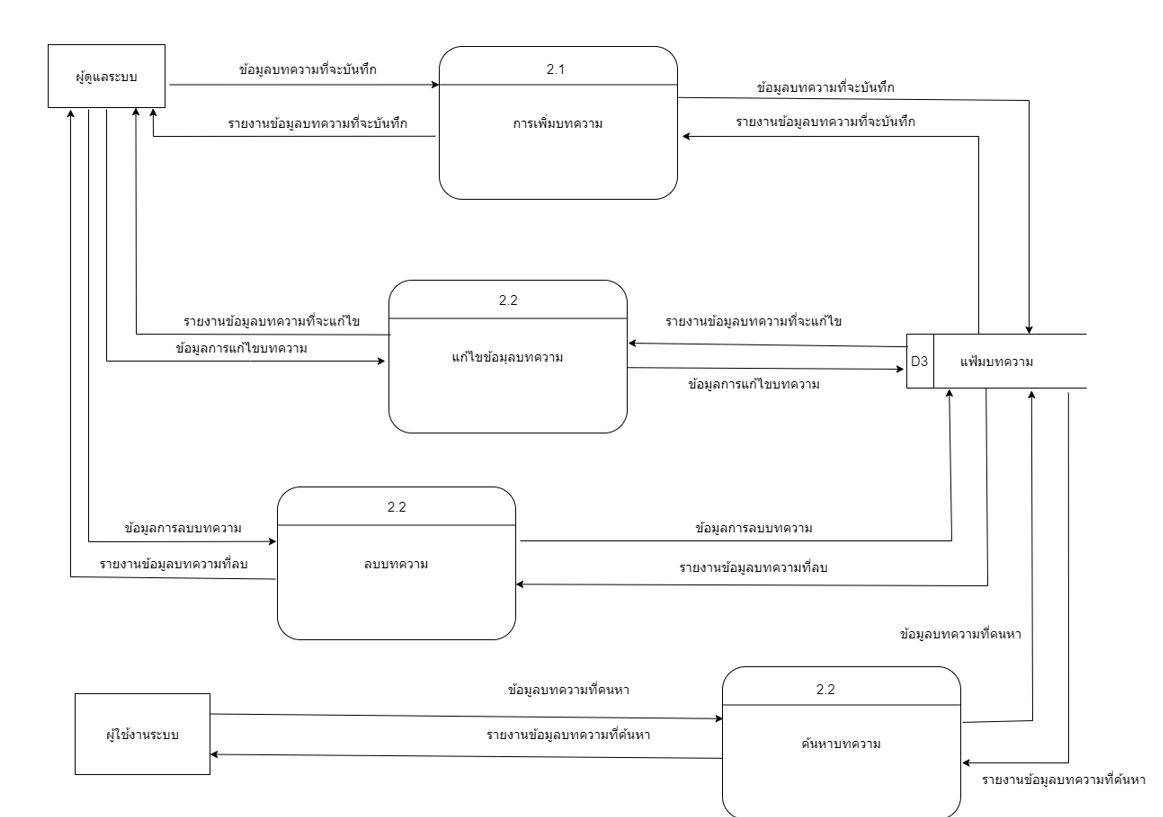 ผู้ดูแลระบบ
ข้อมูลบทความที่จะบันทึก
2.1
ข้อมูลบทความที่จะบันทึก
รายงานข้อมูลบทความที่จะบันทึก
การเพิ่มบทความ
รายงานข้อมูลบทความที่จะบันทึก
2.2
รายงานข้อมูลบทความที่จะแก้ไข
รายงานข้อมูลบทความที่จะแก้ไข
ข้อมูลการแก้ไขบทความ
แก้ไขข้อมุลบทความ
D3
แฟ้มบทความ
ข้อมูลการแก้ไขบทความ
2.2
ข้อมูลการลบบทความ
ข้อมูลการลบบทความ
รายงานข้อมูลบทความที่ลบ
ลบบทความ
รายงานข้อมูลบทความที่ลบ
ข้อมูลบทความที่คนหา
ข้อมูลบทความที่คนหา
2.2
ผู้ใช้งานระบบ
รายงานข้อมูลบทความที่ค้นหา
ค้นหาบทความ
รายงานข้อมูลบทความที่ค้นหา